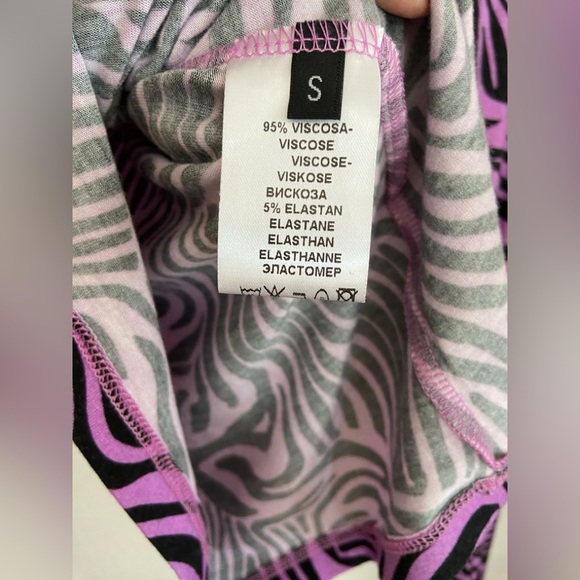 S
95% VISCOSA-
VISCOSE
VISCOSE-
VISKOSE
ВИСКОЗА
5% ELASTAN
ELASTANE
ELASTHAN
ELASTHANNE
ЭЛАСТОМЕР